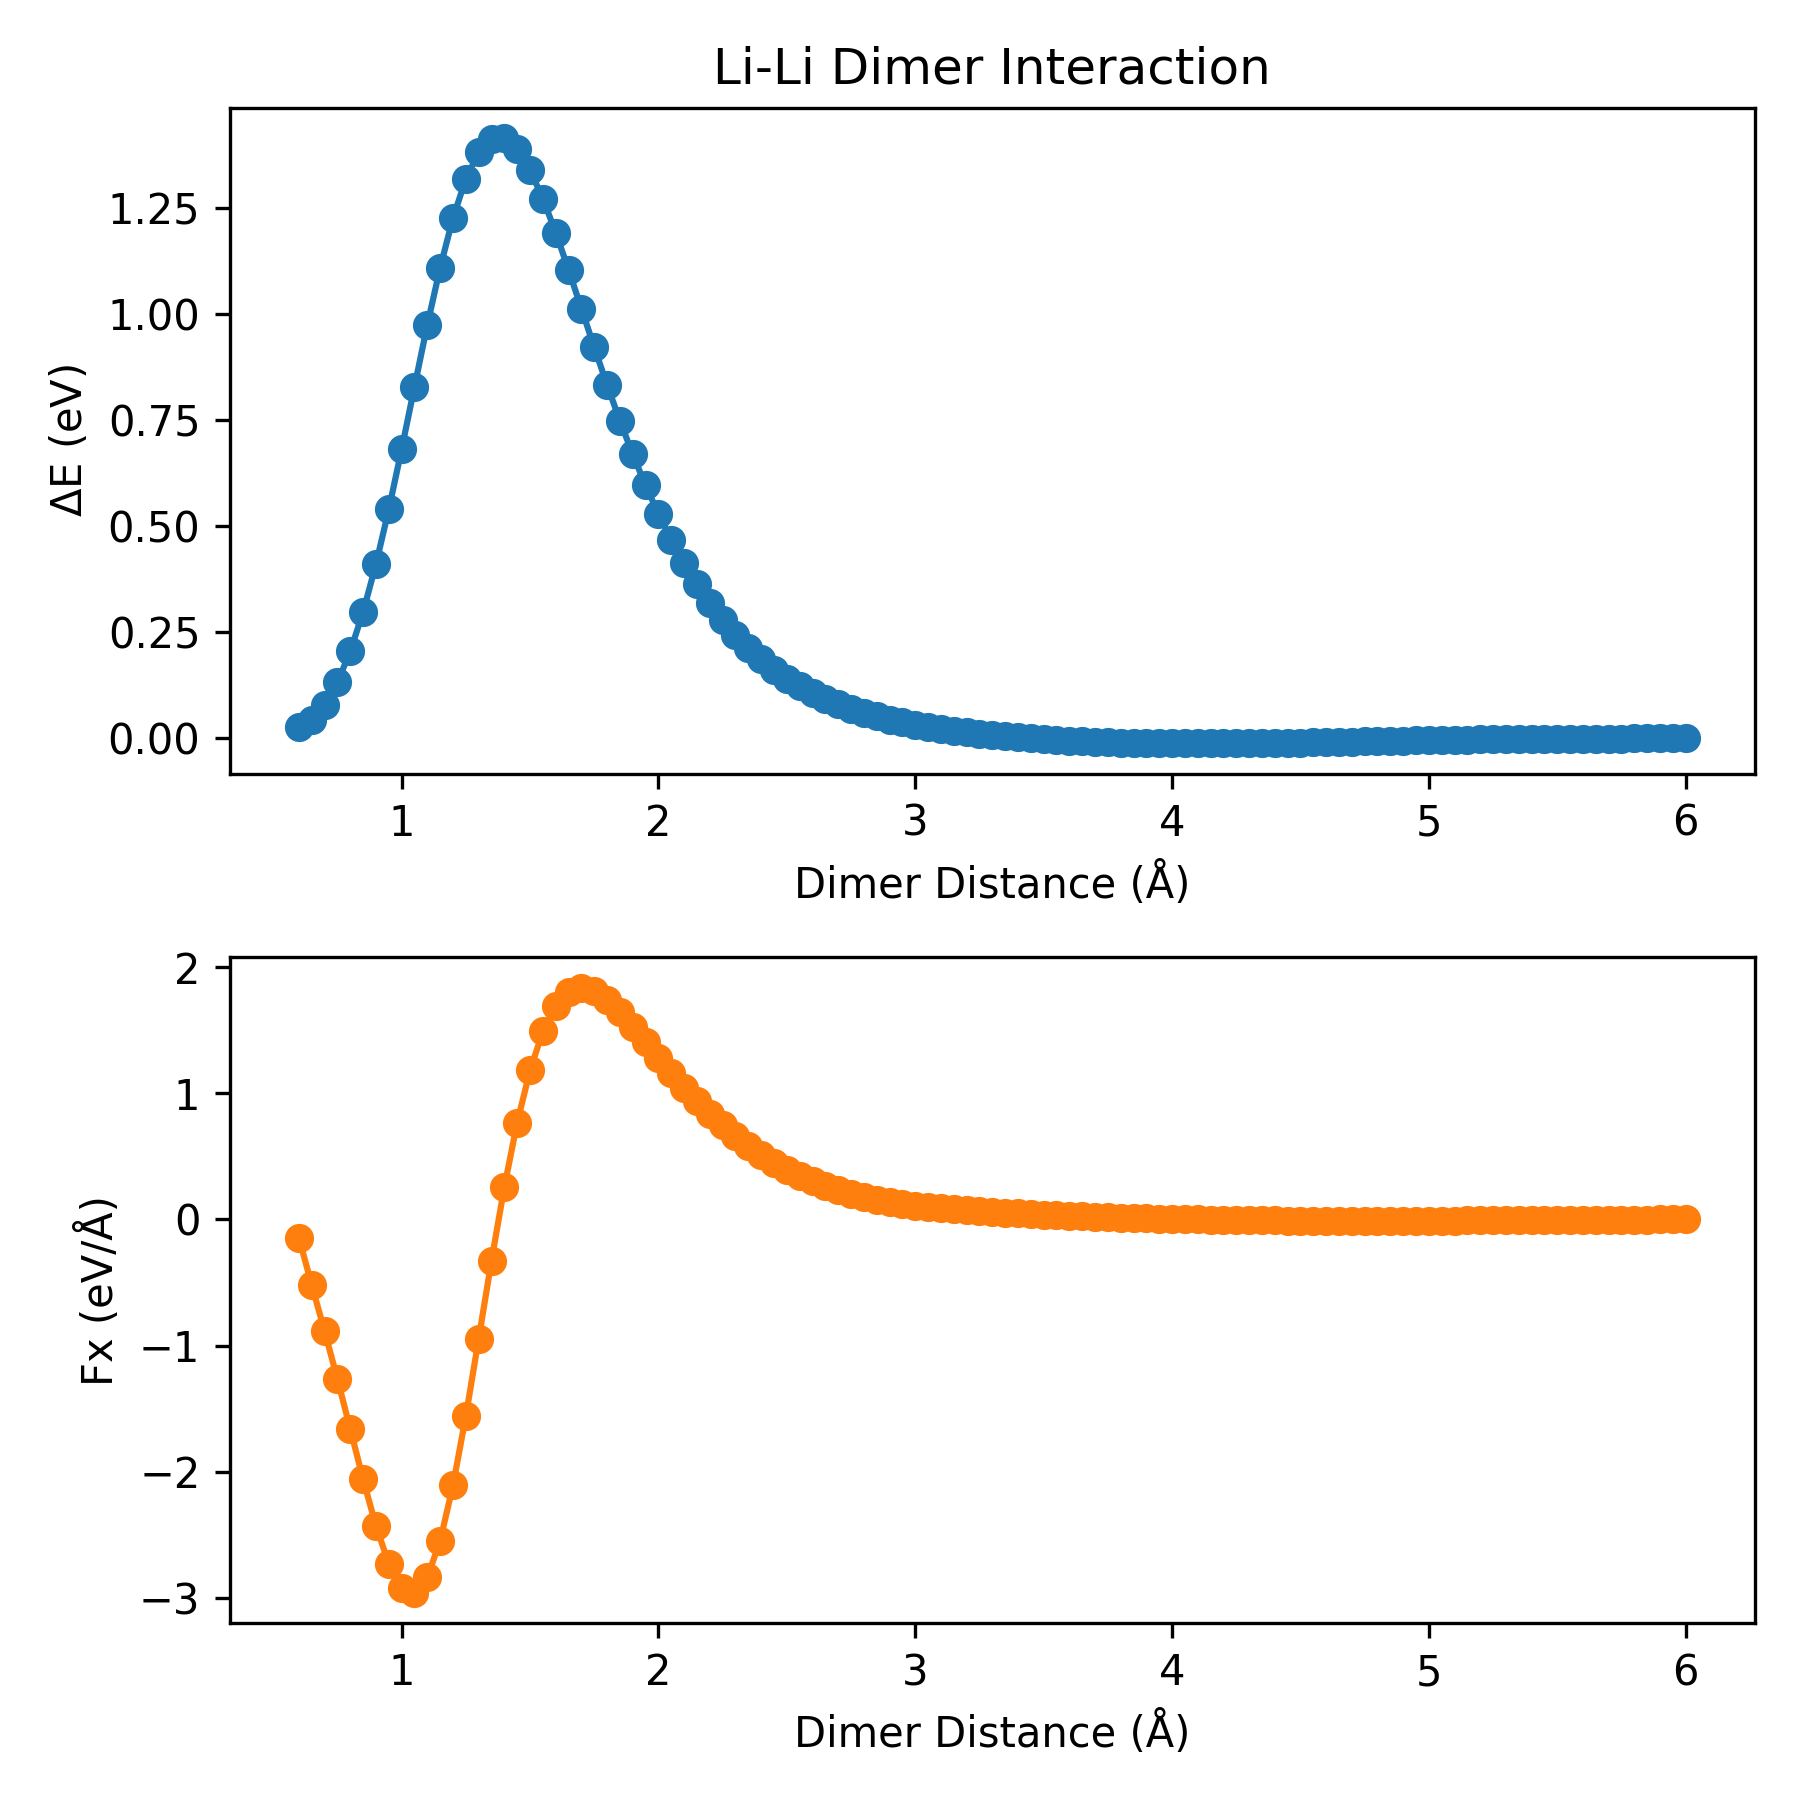 Li-Li Dimer Interaction
1.25
1.00
0.75
0.50
0.25
0.00
ΔE (eV)
1 2 3 4 5 6
Dimer Distance (Å)
2
1
0
−1
−2
−3
Fx (eV/Å)
1 2 3 4 5 6
Dimer Distance (Å)